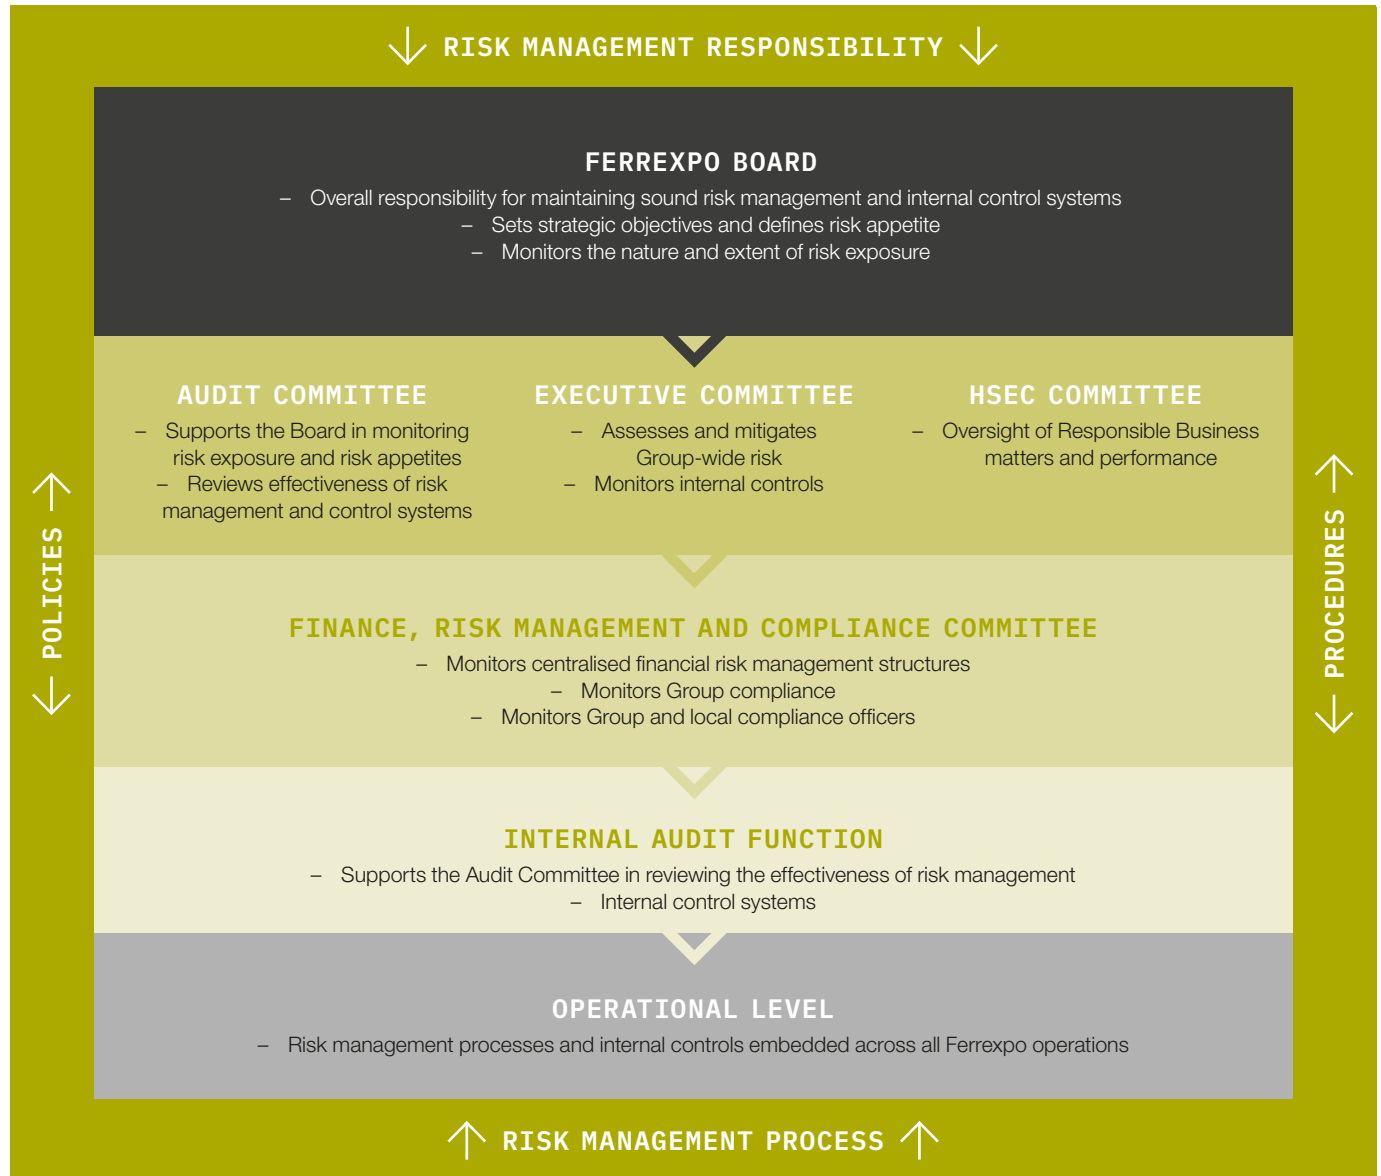 RISK MANAGEMENT RESPONSIBILITY
FERREXPO BOARD
– Overall responsibility for maintaining sound risk management and internal control systems
– Sets strategic objectives and defines risk appetite
– Monitors the nature and extent of risk exposure
AUDIT COMMITTEE
– Supports the Board in monitoring
risk exposure and risk appetites
– Reviews effectiveness of risk
management and control systems
EXECUTIVE COMMITTEE
– Assesses and mitigates
Group-wide risk
– Monitors internal controls
HSEC COMMITTEE
– Oversight of Responsible Business
matters and performance
POLICIES
PROCEDURES
FINANCE, RISK MANAGEMENT AND COMPLIANCE COMMITTEE
– Monitors centralised financial risk management structures
– Monitors Group compliance
– Monitors Group and local compliance officers
INTERNAL AUDIT FUNCTION
– Supports the Audit Committee in reviewing the effectiveness of risk management
– Internal control systems
OPERATIONAL LEVEL
– Risk management processes and internal controls embedded across all Ferrexpo operations
RISK MANAGEMENT PROCESS